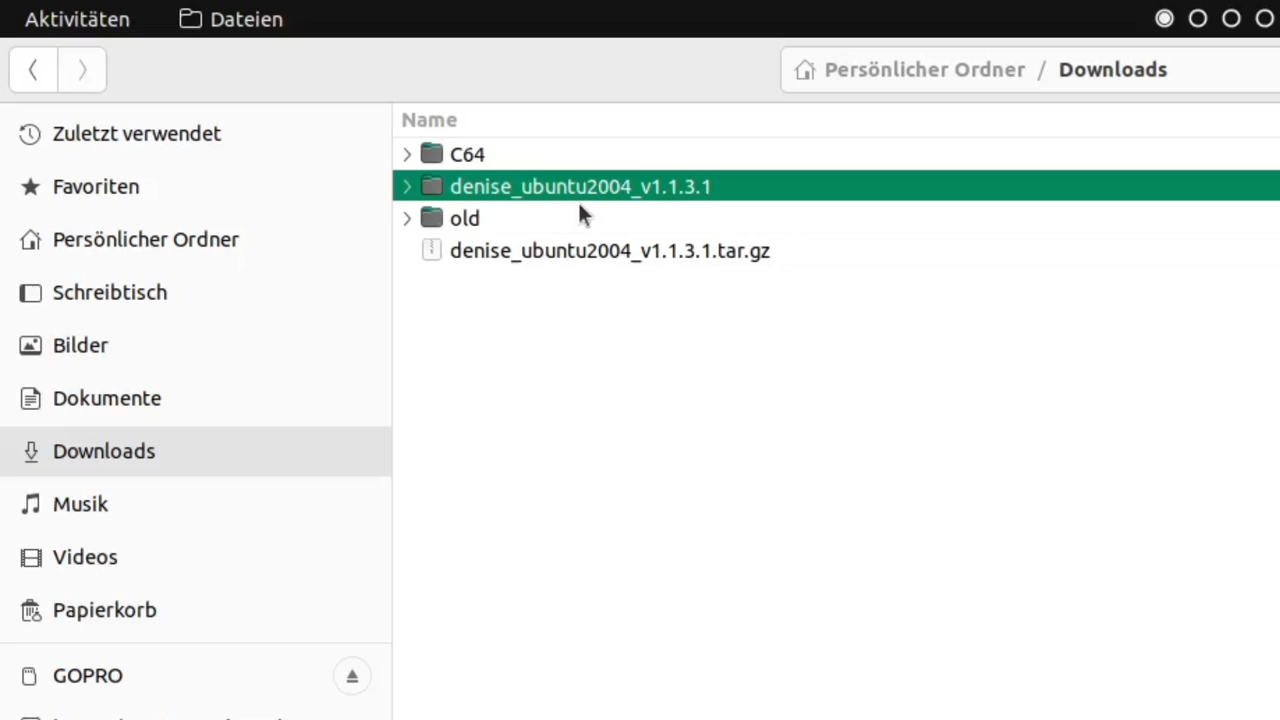 Aktivitäten Dateien
Persönlicher Ordner / Downloads
Zuletzt verwendet
Favoriten
Persönlicher Ordner
Schreibtisch
Bilder
Dokumente
Downloads
Musik
Videos
Papierkorb
GOPRO
Name
C64
denise_ubuntu2004_v1.1.3.1
old
denise_ubuntu2004_v1.1.3.1.tar.gz